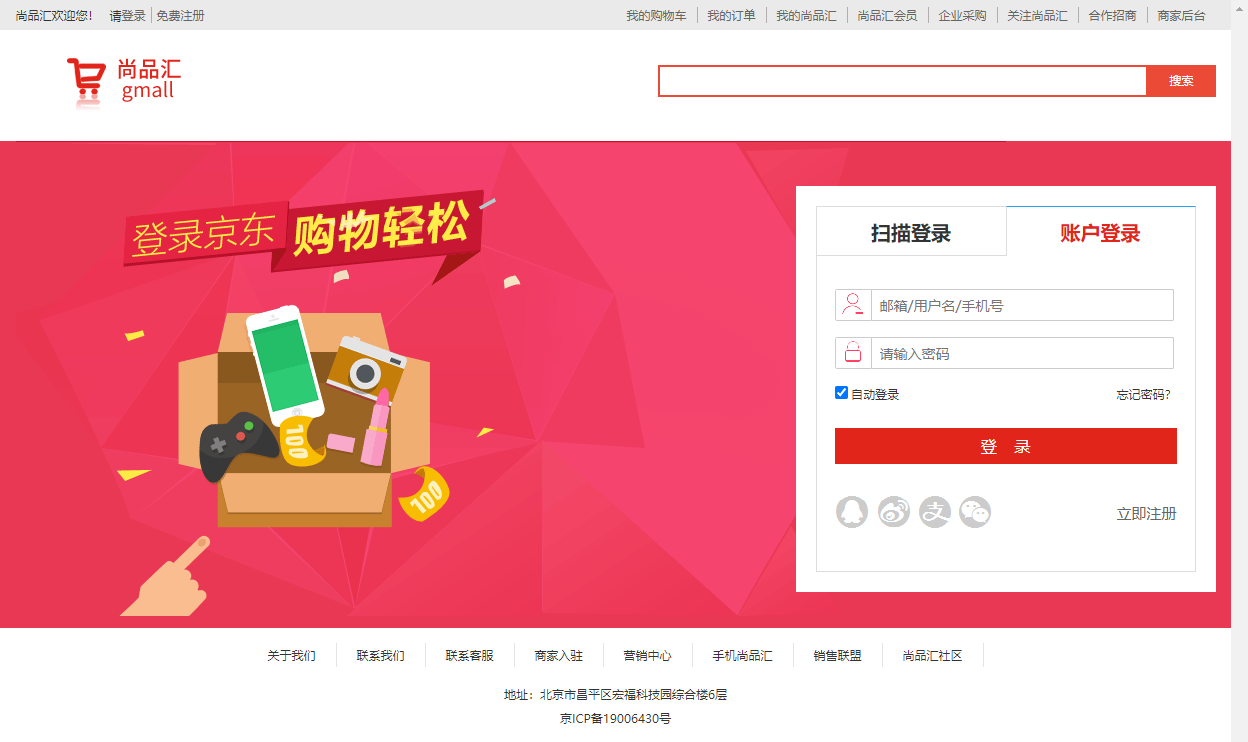 尚品汇欢迎您! 请登录 免费注册 我的购物车 我的订单 我的尚品汇 尚品汇会员 企业采购 关注尚品汇 合作招商 商家后台
尚品汇
gmall
搜索
登录京东 购物轻松
100
100
扫描登录 账户登录
邮箱/用户名/手机号
请输入密码
自动登录 忘记密码?
登 录
支
立即注册
关于我们 联系我们 联系客服 商家入驻 营销中心 手机尚品汇 销售联盟 尚品汇社区
地址：北京市昌平区宏福科技园综合楼6层
京ICP备19006430号